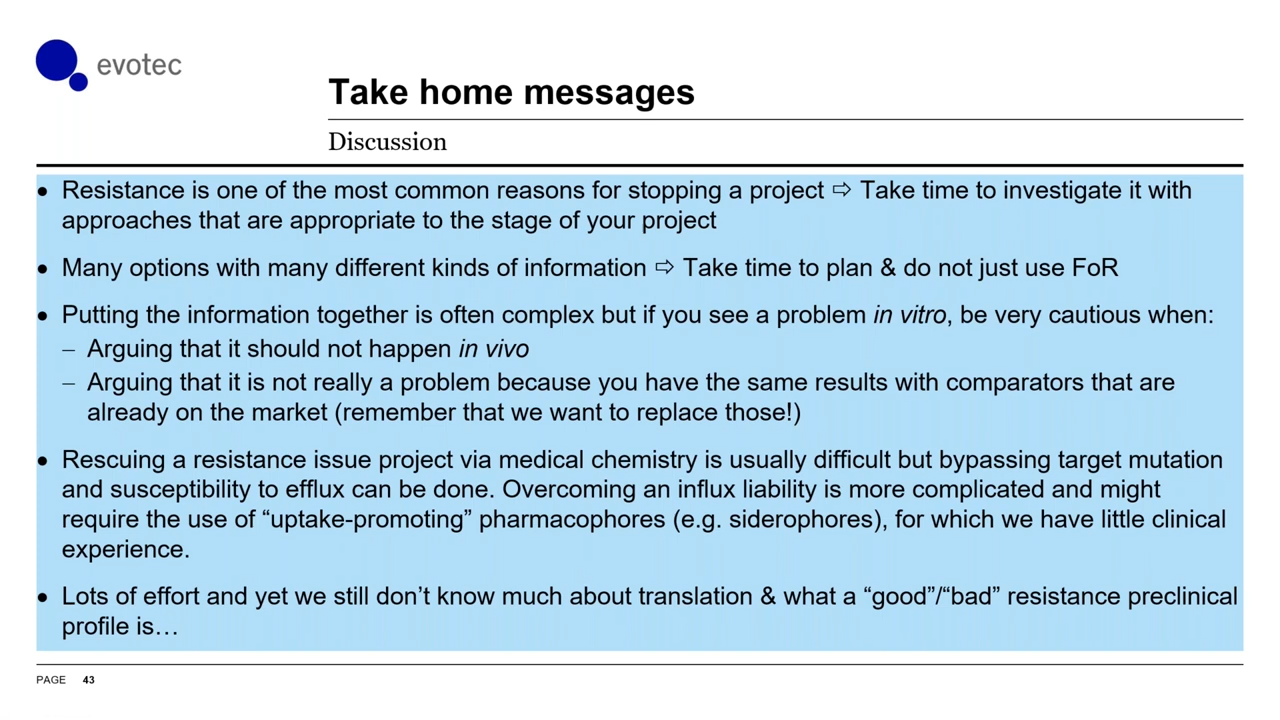 evotec
Take home messages
Discussion
• Resistance is one of the most common reasons for stopping a project ⇨ Take time to investigate it with
approaches that are appropriate to the stage of your project
• Many options with many different kinds of information ⇨ Take time to plan & do not just use FoR
• Putting the information together is often complex but if you see a problem in vitro, be very cautious when:
– Arguing that it should not happen in vivo
– Arguing that it is not really a problem because you have the same results with comparators that are
already on the market (remember that we want to replace those!)
• Rescuing a resistance issue project via medical chemistry is usually difficult but bypassing target mutation
and susceptibility to efflux can be done. Overcoming an influx liability is more complicated and might
require the use of “uptake-promoting” pharmacophores (e.g. siderophores), for which we have little clinical
experience.
• Lots of effort and yet we still don’t know much about translation & what a “good”/“bad” resistance preclinical
profile is…
PAGE 43